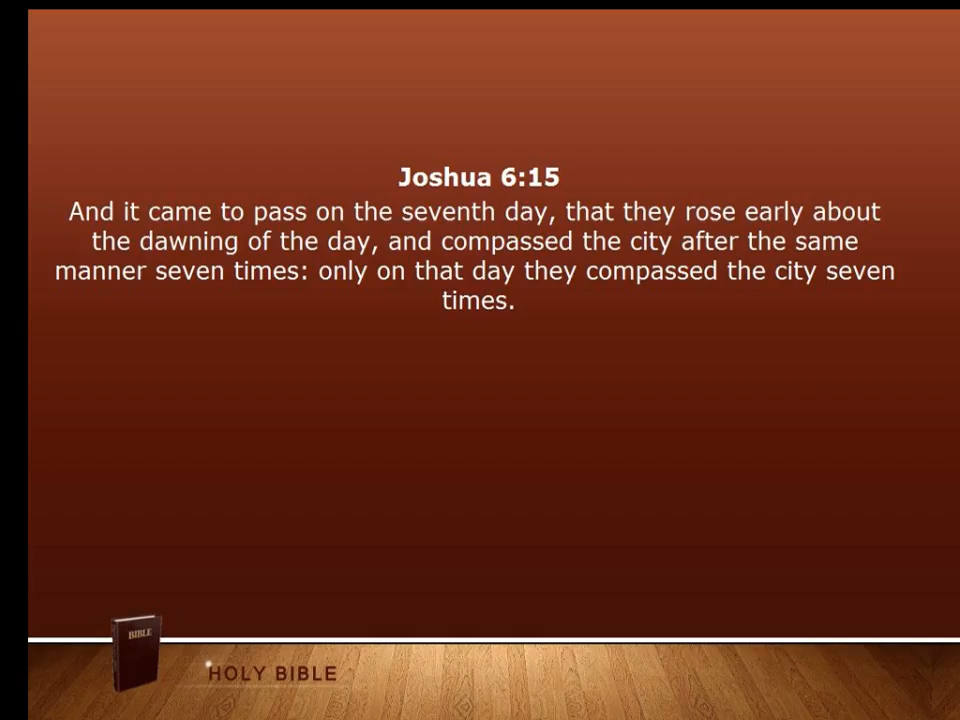 Joshua 6:15
And it came to pass on the seventh day, that they rose early about
the dawning of the day, and compassed the city after the same
manner seven times: only on that day they compassed the city seven
times.
BIBLE
HOLY BIBLE